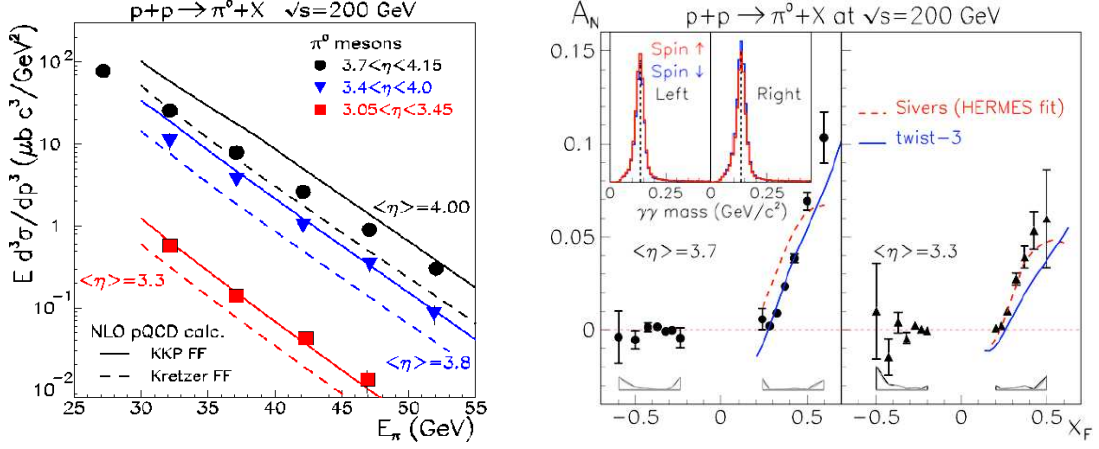 p+p → π⁰+X √s=200 GeV
E d³σ/dp³ (μb c³/GeV²)
π⁰ mesons
3.7<η<4.15
3.4<η<4.0
3.05<η<3.45
10²
10
1
10⁻¹
10⁻²
<η>=4.00
<η>=3.3
<η>=3.8
NLO pQCD calc.
KKP FF
Kretzer FF
25 30 35 40 45 50 55
E_π (GeV)
A_N p+p → π⁰+X at √s=200 GeV
0.15
0.1
0.05
0
Spin ↑
Spin ↓
Left
Right
0 0.25 0 0.25
γγ mass (GeV/c²)
Sivers (HERMES fit)
twist−3
<η>=3.7
<η>=3.3
−0.5 0 0.5 −0.5 0 0.5
x_F